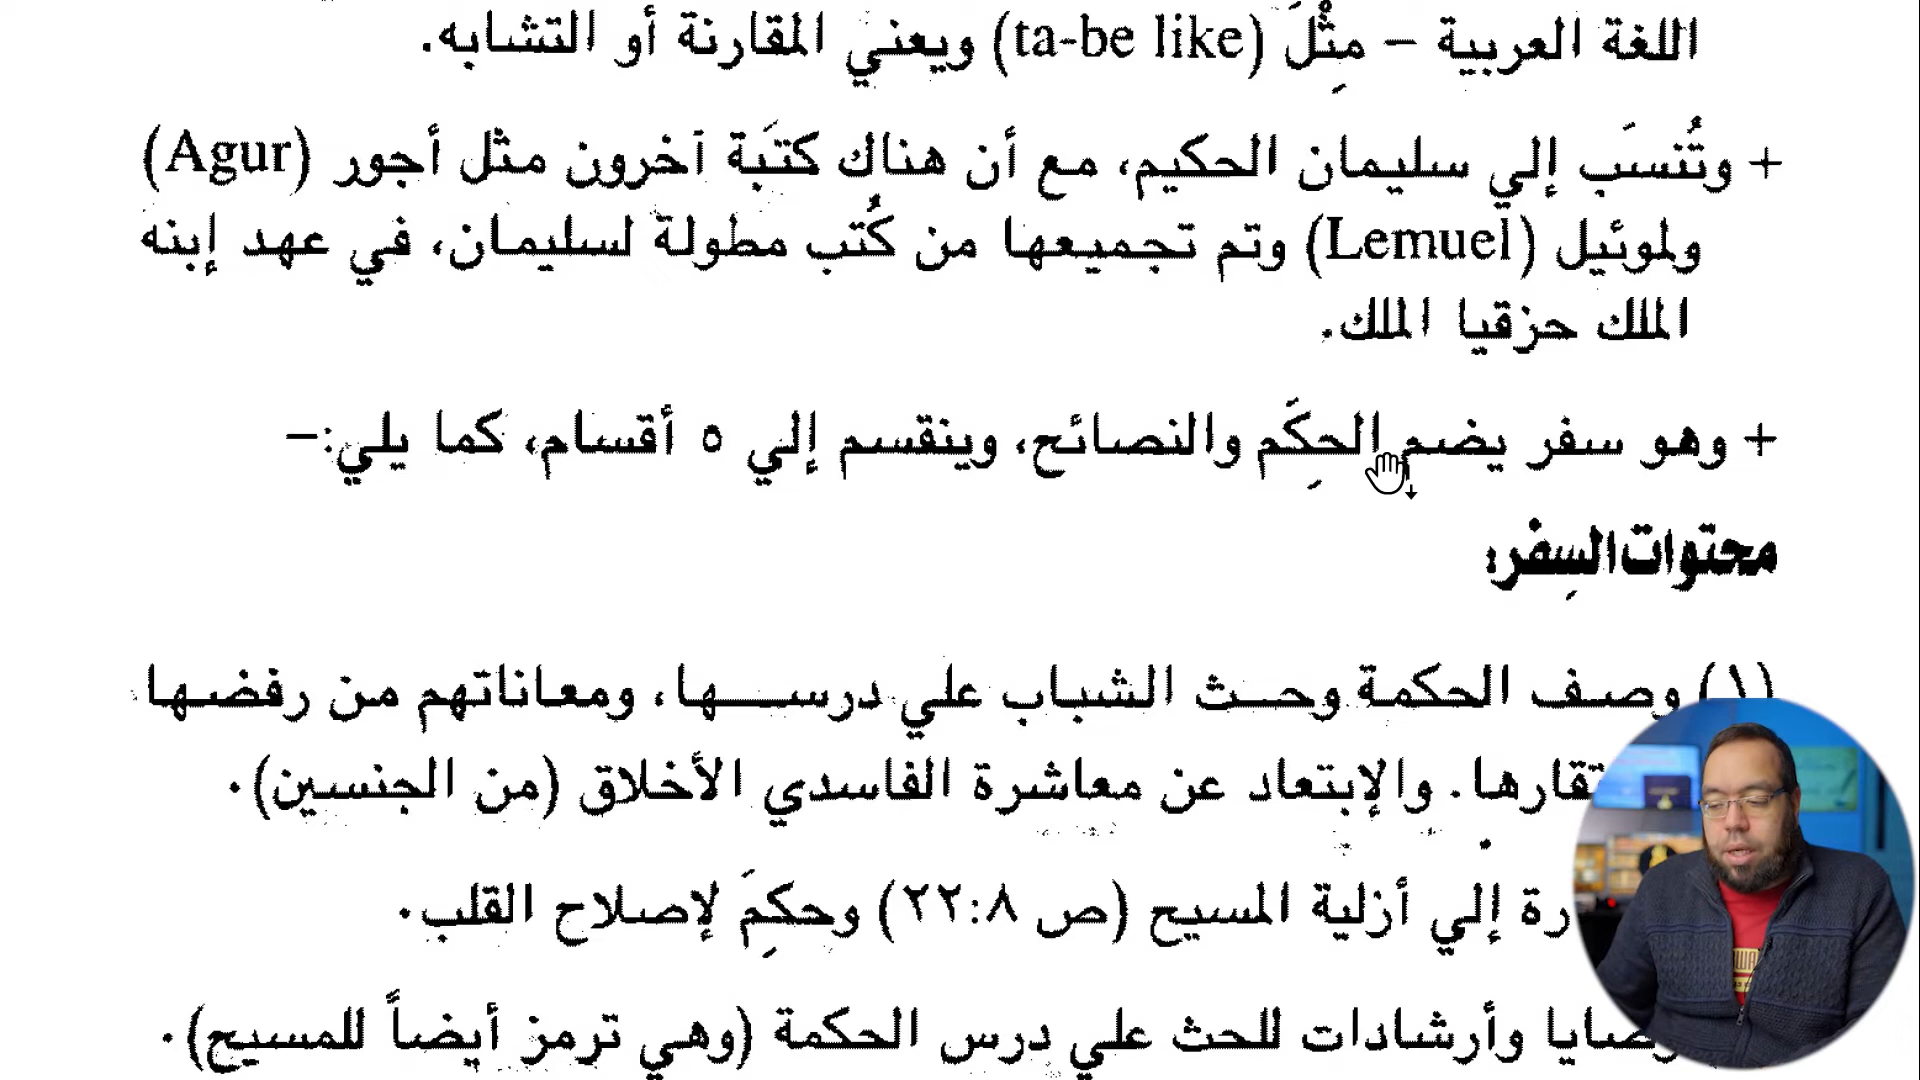 اللغة العربية – مِثْلَ (ta-be like) ويعني المقارنة أو التشابه.
+ وتُنسَب إلي سليمان الحكيم، مع أن هناك كتَبة آخرون مثل أجور (Agur)
ولموئيل (Lemuel) وتم تجميعها من كُتب مطولة لسليمان، في عهد إبنه
الملك حزقيا الملك.
+ وهو سفر يضم الحِكَم والنصائح، وينقسم إلي ٥ أقسام، كما يلي:–
محتوات السِفر:
(١) وصف الحكمة وحث الشباب علي درسها، ومعاناتهم من رفضها
والإبتعاد عن معاشرة الفاسدي الأخلاق (من الجنسين).
إلي أزلية المسيح (ص ٢٢:٨) وحكِمَ لإصلاح القلب.
وأرشادات للحث علي درس الحكمة (وهي ترمز أيضاً للمسيح).